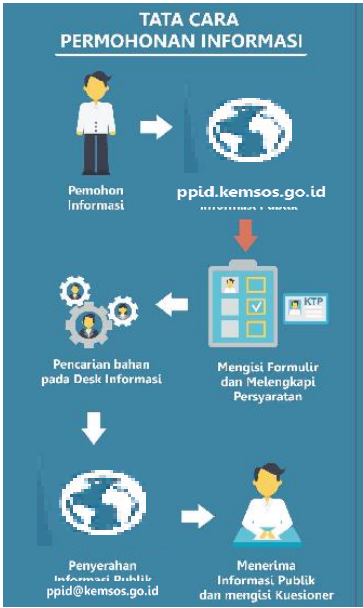 TATA CARA
PERMOHONAN INFORMASI
Pemohon
Informasi
ppid.kemsos.go.id
KTP
Mengisi Formulir
dan Melengkapi
Persyaratan
Pencarian bahan
pada Desk Informasi
Penyerahan
Informasi Publik
ppid@kemsos.go.id
Menerima
Informasi Publik
dan mengisi Kuesioner